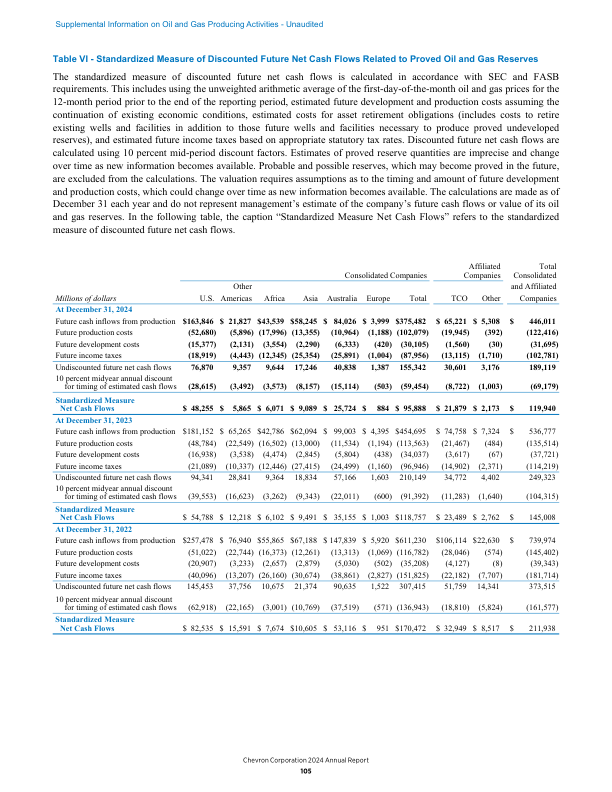 Supplemental Information on Oil and Gas Producing Activities - Unaudited
Table VI - Standardized Measure of Discounted Future Net Cash Flows Related to Proved Oil and Gas Reserves
The standardized measure of discounted future net cash flows is calculated in accordance with SEC and FASB
requirements. This includes using the unweighted arithmetic average of the first-day-of-the-month oil and gas prices for the
12-month period prior to the end of the reporting period, estimated future development and production costs assuming the
continuation of existing economic conditions, estimated costs for asset retirement obligations (includes costs to retire
existing wells and facilities in addition to those future wells and facilities necessary to produce proved undeveloped
reserves), and estimated future income taxes based on appropriate statutory tax rates. Discounted future net cash flows are
calculated using 10 percent mid-period discount factors. Estimates of proved reserve quantities are imprecise and change
over time as new information becomes available. Probable and possible reserves, which may become proved in the future,
are excluded from the calculations. The valuation requires assumptions as to the timing and amount of future development
and production costs, which could change over time as new information becomes available. The calculations are made as of
December 31 each year and do not represent management's estimate of the company's future cash flows or value of its oil
and gas reserves. In the following table, the caption “Standardized Measure Net Cash Flows” refers to the standardized
measure of discounted future net cash flows.
Consolidated Companies Affiliated Companies Total Consolidated and Affiliated Companies
Millions of dollars U.S. Other Americas Africa Asia Australia Europe Total TCO Other
At December 31, 2024
Future cash inflows from production $163,846 $ 21,827 $43,539 $58,245 $ 84,026 $ 3,999 $375,482 $ 65,221 $ 5,308 $ 446,011
Future production costs (52,680) (5,896) (17,996) (13,355) (10,964) (1,188) (102,079) (19,945) (392) (122,416)
Future development costs (15,377) (2,131) (3,554) (2,290) (6,333) (420) (30,105) (1,560) (30) (31,695)
Future income taxes (18,919) (4,443) (12,345) (25,354) (25,891) (1,004) (87,956) (13,115) (1,710) (102,781)
Undiscounted future net cash flows 76,870 9,357 9,644 17,246 40,838 1,387 155,342 30,601 3,176 189,119
10 percent midyear annual discount
for timing of estimated cash flows (28,615) (3,492) (3,573) (8,157) (15,114) (503) (59,454) (8,722) (1,003) (69,179)
Standardized Measure
Net Cash Flows $ 48,255 $ 5,865 $ 6,071 $ 9,089 $ 25,724 $ 884 $ 95,888 $ 21,879 $ 2,173 $ 119,940
At December 31, 2023
Future cash inflows from production $181,152 $ 65,265 $42,786 $62,094 $ 99,003 $ 4,395 $454,695 $ 74,758 $ 7,324 $ 536,777
Future production costs (48,784) (22,549) (16,502) (13,000) (11,534) (1,194) (113,563) (21,467) (484) (135,514)
Future development costs (16,938) (3,538) (4,474) (2,845) (5,804) (438) (34,037) (3,617) (67) (37,721)
Future income taxes (21,089) (10,337) (12,446) (27,415) (24,499) (1,160) (96,946) (14,902) (2,371) (114,219)
Undiscounted future net cash flows 94,341 28,841 9,364 18,834 57,166 1,603 210,149 34,772 4,402 249,323
10 percent midyear annual discount
for timing of estimated cash flows (39,553) (16,623) (3,262) (9,343) (22,011) (600) (91,392) (11,283) (1,640) (104,315)
Standardized Measure
Net Cash Flows $ 54,788 $ 12,218 $ 6,102 $ 9,491 $ 35,155 $ 1,003 $118,757 $ 23,489 $ 2,762 $ 145,008
At December 31, 2022
Future cash inflows from production $257,478 $ 76,940 $55,865 $67,188 $ 147,839 $ 5,920 $611,230 $106,114 $22,630 $ 739,974
Future production costs (51,022) (22,744) (16,373) (12,261) (13,313) (1,069) (116,782) (28,046) (574) (145,402)
Future development costs (20,907) (3,233) (2,657) (2,879) (5,030) (502) (35,208) (4,127) (8) (39,343)
Future income taxes (40,096) (13,207) (26,160) (30,674) (38,861) (2,827) (151,825) (22,182) (7,707) (181,714)
Undiscounted future net cash flows 145,453 37,756 10,675 21,374 90,635 1,522 307,415 51,759 14,341 373,515
10 percent midyear annual discount
for timing of estimated cash flows (62,918) (22,165) (3,001) (10,769) (37,519) (571) (136,943) (18,810) (5,824) (161,577)
Standardized Measure
Net Cash Flows $ 82,535 $ 15,591 $ 7,674 $10,605 $ 53,116 $ 951 $170,472 $ 32,949 $ 8,517 $ 211,938
Chevron Corporation 2024 Annual Report
105